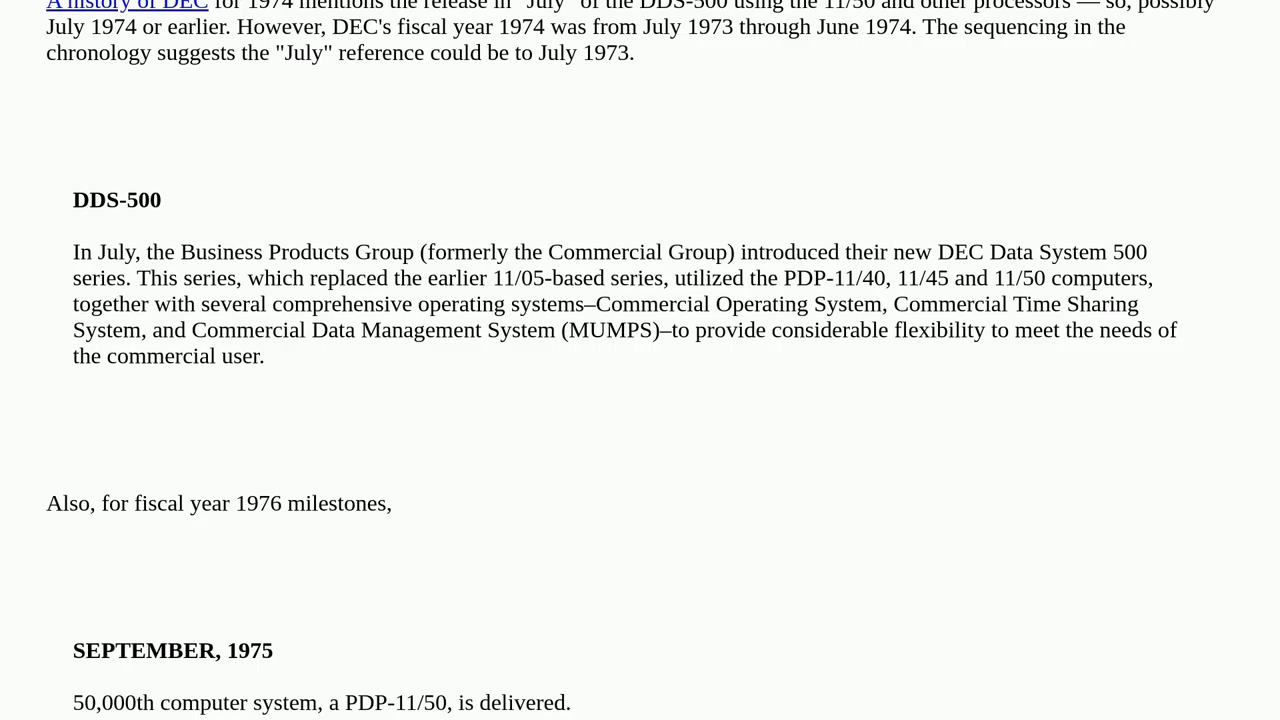 A history of DEC for 1974 mentions the release in "July" of the DDS-500 using the 11/50 and other processors — so, possibly
July 1974 or earlier. However, DEC's fiscal year 1974 was from July 1973 through June 1974. The sequencing in the
chronology suggests the "July" reference could be to July 1973.
DDS-500
In July, the Business Products Group (formerly the Commercial Group) introduced their new DEC Data System 500
series. This series, which replaced the earlier 11/05-based series, utilized the PDP-11/40, 11/45 and 11/50 computers,
together with several comprehensive operating systems–Commercial Operating System, Commercial Time Sharing
System, and Commercial Data Management System (MUMPS)–to provide considerable flexibility to meet the needs of
the commercial user.
Also, for fiscal year 1976 milestones,
SEPTEMBER, 1975
50,000th computer system, a PDP-11/50, is delivered.